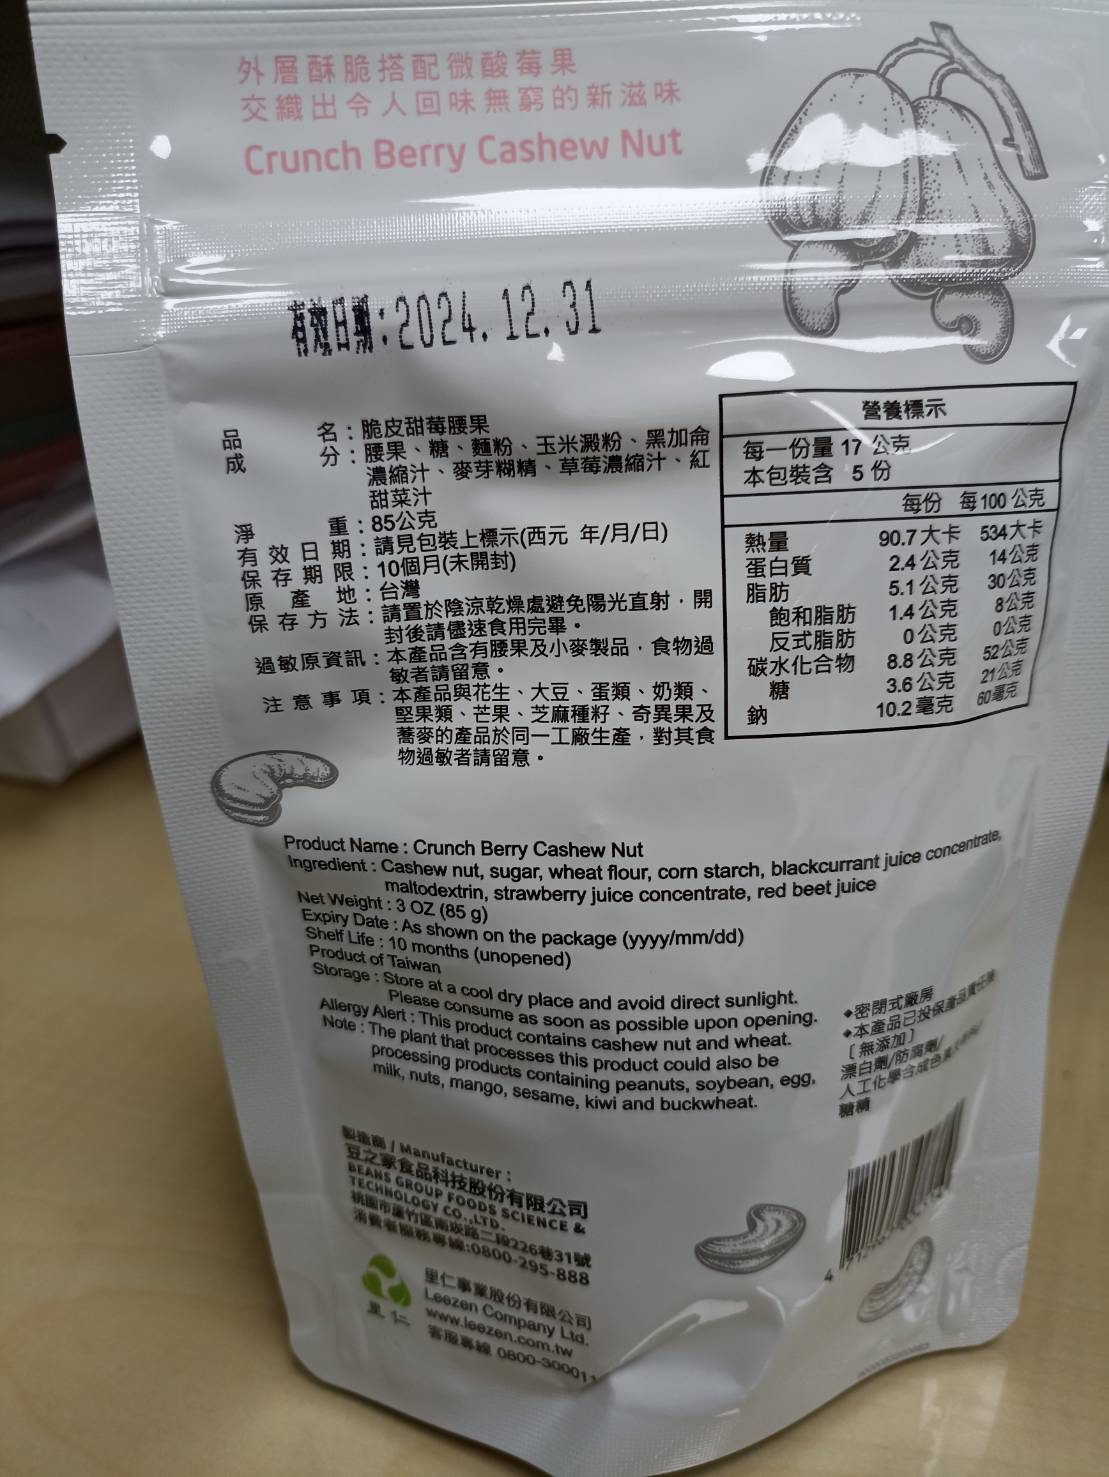 外層酥脆搭配微酸莓果
交織出令人回味無窮的新滋味
Crunch Berry Cashew Nut
有效日期:2024.12.31
品名：脆皮甜莓腰果
成分：腰果、糖、麵粉、玉米澱粉、黑加侖
濃縮汁、麥芽糊精、草莓濃縮汁、紅
甜菜汁
淨重：85公克
有效日期：請見包裝上標示(西元 年/月/日)
保存期限：10個月(未開封)
原產地：台灣
保存方法：請置於陰涼乾燥處避免陽光直射，開
封後請儘速食用完畢。
過敏原資訊：本產品含有腰果及小麥製品，食物過
敏者請留意。
注意事項：本產品與花生、大豆、蛋類、奶類、
堅果類、芒果、芝麻種籽、奇異果及
蕎麥的產品於同一工廠生產，對其食
物過敏者請留意。
營養標示
每一份量 17 公克
本包裝含 5 份
每份 每100公克
熱量 90.7大卡 534大卡
蛋白質 2.4公克 14公克
脂肪 5.1公克 30公克
飽和脂肪 1.4公克 8公克
反式脂肪 0公克 0公克
碳水化合物 8.8公克 52公克
糖 3.6公克 21公克
鈉 10.2毫克 60毫克
Product Name : Crunch Berry Cashew Nut
Ingredient : Cashew nut, sugar, wheat flour, corn starch, blackcurrant juice concentrate,
maltodextrin, strawberry juice concentrate, red beet juice
Net Weight : 3 OZ (85 g)
Expiry Date : As shown on the package (yyyy/mm/dd)
Shelf Life : 10 months (unopened)
Product of Taiwan
Storage : Store at a cool dry place and avoid direct sunlight.
Please consume as soon as possible upon opening.
Allergy Alert : This product contains cashew nut and wheat.
Note : The plant that processes this product could also be
processing products containing peanuts, soybean, egg,
milk, nuts, mango, sesame, kiwi and buckwheat.
◆密閉式廠房
◆本產品已投保產品責任險
〔無添加〕
漂白劑/防腐劑/
人工化學合成色素
糖精
製造商 / Manufacturer :
豆之家食品科技股份有限公司
BEANS GROUP FOODS SCIENCE &
TECHNOLOGY CO.,LTD.
桃園市蘆竹區南崁路二段226巷31號
消費者服務專線:0800-295-888
里仁
里仁事業股份有限公司
Leezen Company Ltd.
www.leezen.com.tw
客服專線 0800-300011